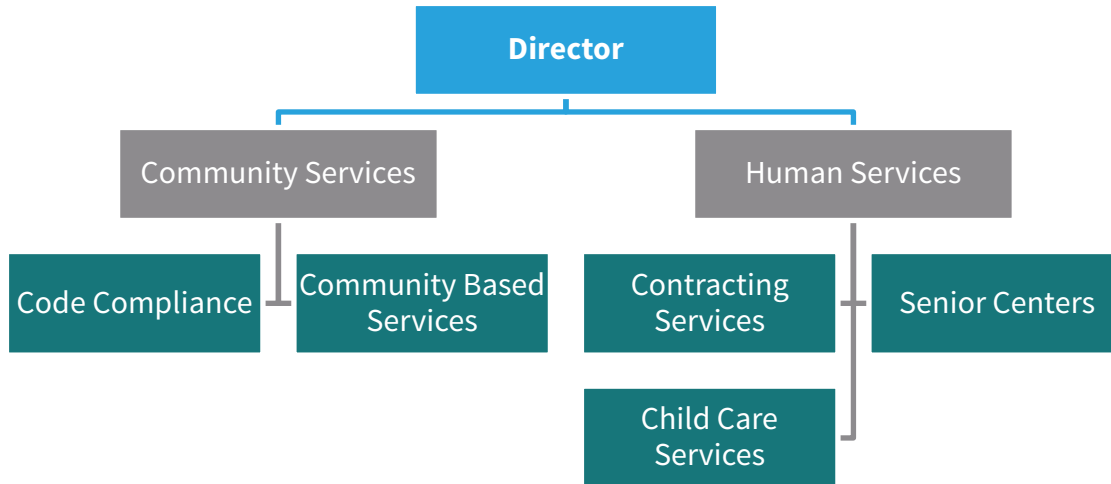 Director
Community Services
Human Services
Code Compliance
Community Based
Services
Contracting
Services
Senior Centers
Child Care
Services